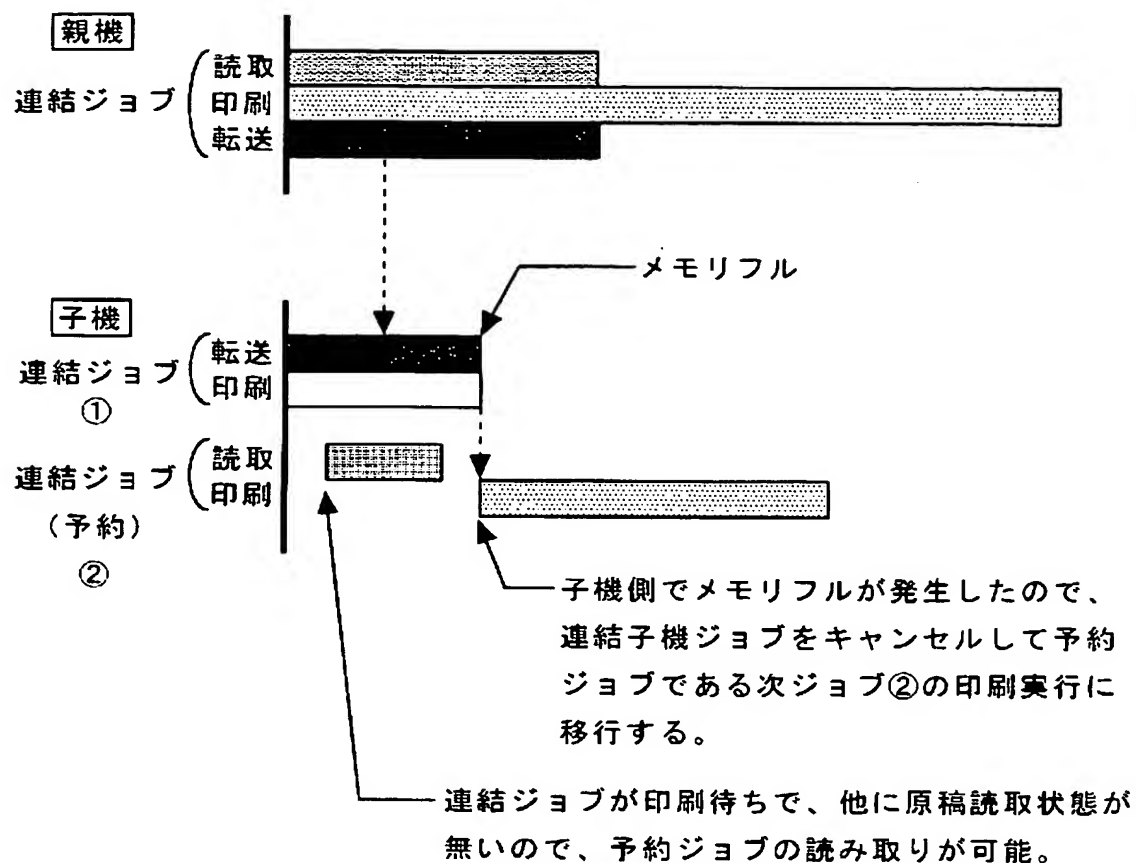 親機
連結ジョブ
読取
印刷
転送
メモリフル
子機
連結ジョブ
①
転送
印刷
連結ジョブ
(予約)
②
読取
印刷
子機側でメモリフルが発生したので、
連結子機ジョブをキャンセルして予約
ジョブである次ジョブ②の印刷実行に
移行する。
連結ジョブが印刷待ちで、他に原稿読取状態が
無いので、予約ジョブの読み取りが可能。